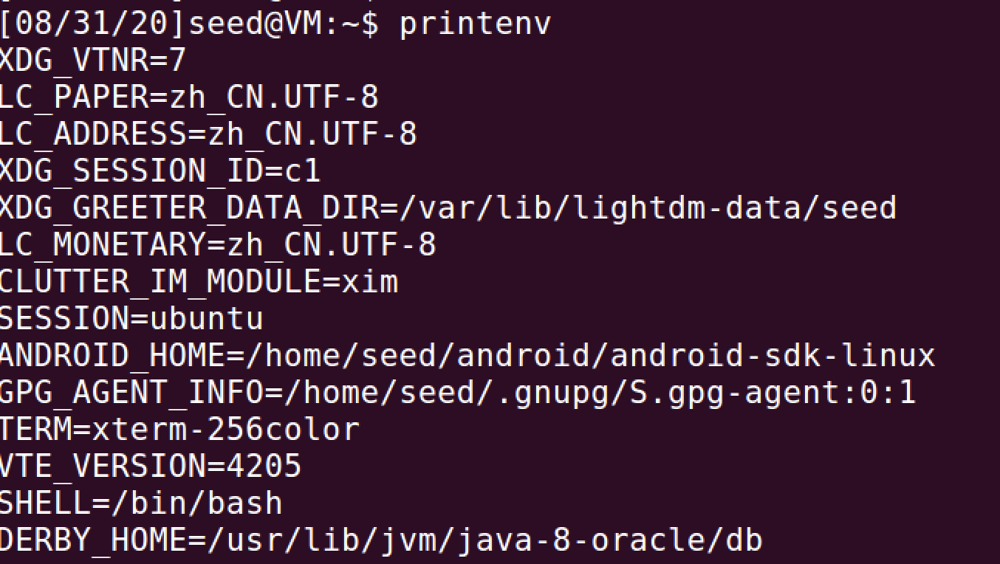 [08/31/20]seed@VM:~$ printenv
XDG_VTNR=7
LC_PAPER=zh_CN.UTF-8
LC_ADDRESS=zh_CN.UTF-8
XDG_SESSION_ID=c1
XDG_GREETER_DATA_DIR=/var/lib/lightdm-data/seed
LC_MONETARY=zh_CN.UTF-8
CLUTTER_IM_MODULE=xim
SESSION=ubuntu
ANDROID_HOME=/home/seed/android/android-sdk-linux
GPG_AGENT_INFO=/home/seed/.gnupg/S.gpg-agent:0:1
TERM=xterm-256color
VTE_VERSION=4205
SHELL=/bin/bash
DERBY_HOME=/usr/lib/jvm/java-8-oracle/db